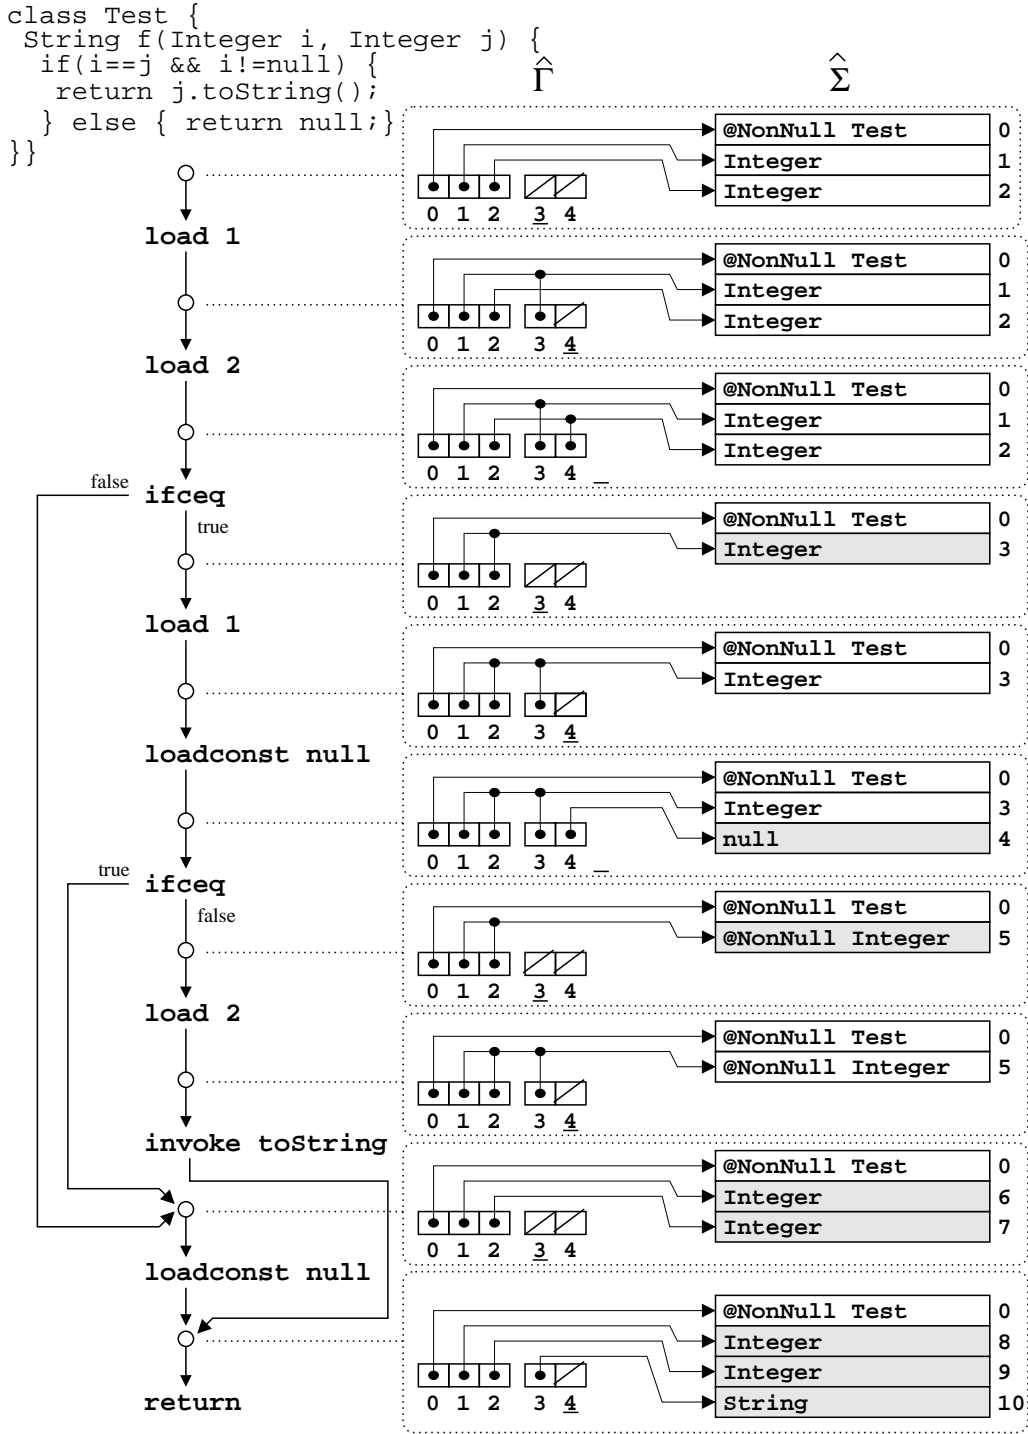 class Test {
String f(Integer i, Integer j) {
if(i==j && i!=null) {
return j.toString();
} else { return null;}
}}
Γ̂ Σ̂
@NonNull Test 0
Integer 1
Integer 2
0 1 2 3 4
load 1
@NonNull Test 0
Integer 1
Integer 2
0 1 2 3 4
load 2
@NonNull Test 0
Integer 1
Integer 2
0 1 2 3 4 _
false ifceq
true
@NonNull Test 0
Integer 3
0 1 2 3 4
load 1
@NonNull Test 0
Integer 3
0 1 2 3 4
loadconst null
@NonNull Test 0
Integer 3
null 4
0 1 2 3 4 _
true ifceq
false
@NonNull Test 0
@NonNull Integer 5
0 1 2 3 4
load 2
@NonNull Test 0
@NonNull Integer 5
0 1 2 3 4
invoke toString
@NonNull Test 0
Integer 6
Integer 7
0 1 2 3 4
loadconst null
@NonNull Test 0
Integer 8
Integer 9
String 10
0 1 2 3 4
return